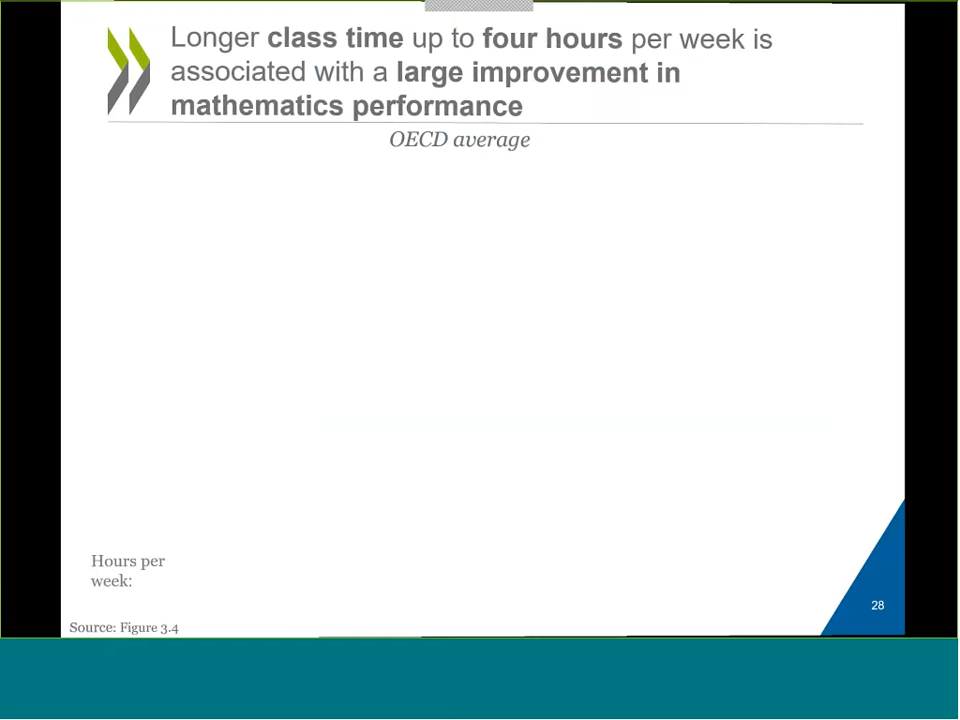 Longer class time up to four hours per week is
associated with a large improvement in
mathematics performance
OECD average
Hours per
week:
28
Source: Figure 3.4